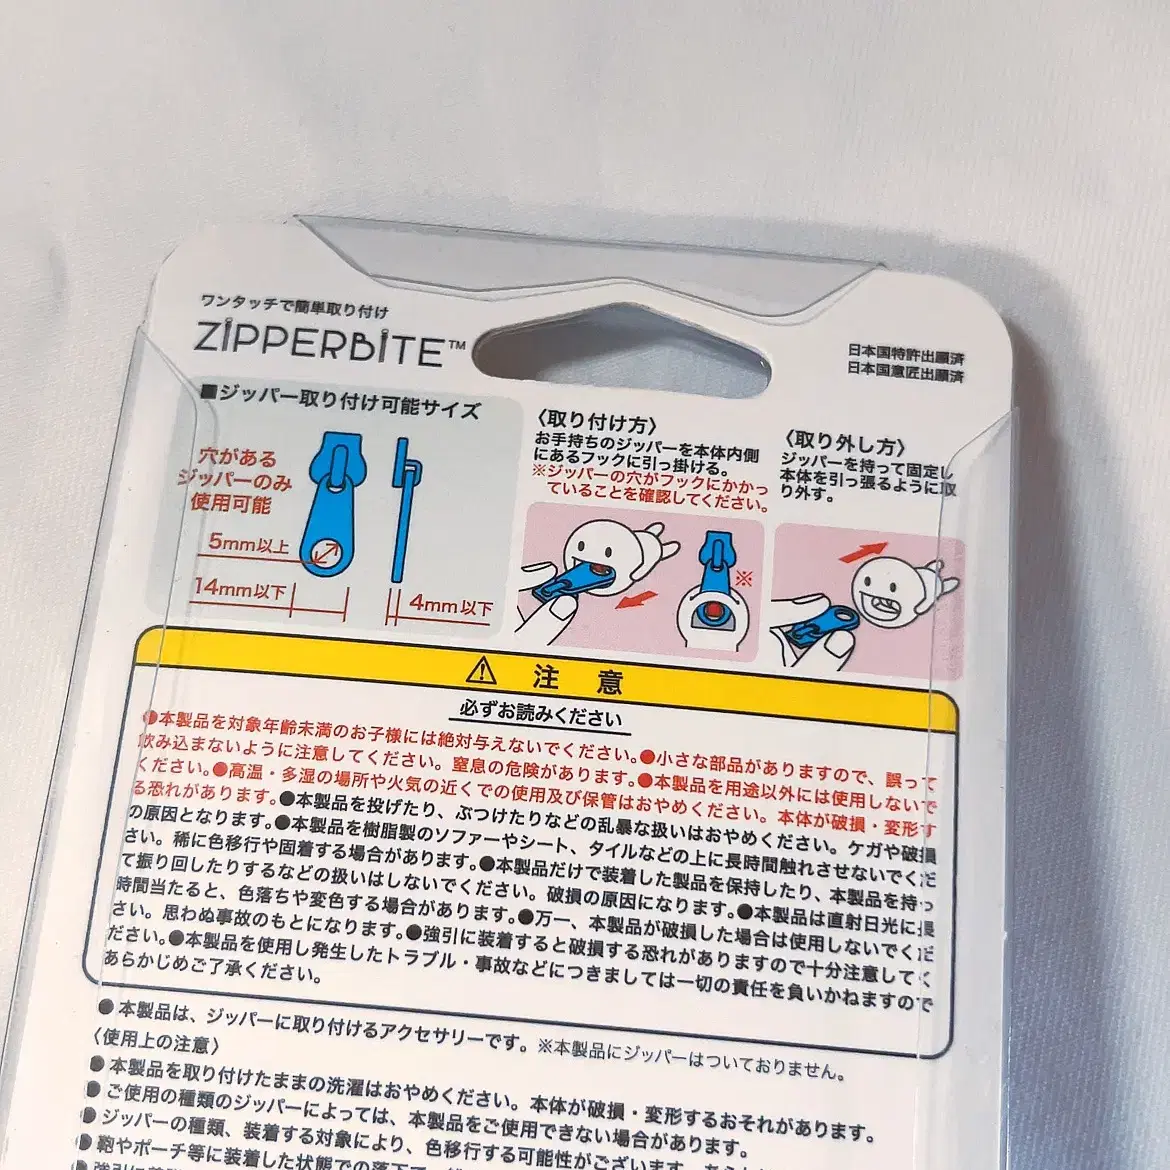 ワンタッチで簡単取り付け
ZIPPERBITE™
日本国特許出願済
日本国意匠出願済
■ジッパー取り付け可能サイズ
穴がある
ジッパーのみ
使用可能
5mm以上
14mm以下
4mm以下
〈取り付け方〉
お手持ちのジッパーを本体内側
にあるフックに引っ掛ける。
※ジッパーの穴がフックにかかっ
ていることを確認してください。
※
〈取り外し方〉
ジッパーを持って固定し
本体を引っ張るように取
り外す。
注意
必ずお読みください
●本製品を対象年齢未満のお子様には絶対与えないでください。●小さな部品がありますので、誤って
飲み込まないように注意してください。窒息の危険があります。●本製品を用途以外には使用しないで
ください。●高温・多湿の場所や火気の近くでの使用及び保管はおやめください。本体が破損・変形す
る恐れがあります。●本製品を投げたり、ぶつけたりなどの乱暴な扱いはおやめください。ケガや破損
の原因となります。●本製品を樹脂製のソファーやシート、タイルなどの上に長時間触れさせないでくだ
さい。稀に色移行や固着する場合があります。●本製品だけで装着した製品を保持したり、本製品を持っ
て振り回したりするなどの扱いはしないでください。破損の原因になります。●本製品は直射日光に長
時間当たると、色落ちや変色する場合があります。●万一、本製品が破損した場合は使用しないでくだ
さい。思わぬ事故のもとになります。●強引に装着すると破損する恐れがありますので十分注意してく
ださい。●本製品を使用し発生したトラブル・事故などにつきましては一切の責任を負いかねますので
あらかじめご了承ください。
●本製品は、ジッパーに取り付けるアクセサリーです。※本製品にジッパーはついておりません。
〈使用上の注意〉
●本製品を取り付けたままの洗濯はおやめください。本体が破損・変形するおそれがあります。
●ご使用の種類のジッパーによっては、本製品をご使用できない場合があります。
●ジッパーの種類、装着する対象により、色移行する可能性がございます。
●鞄やポーチ等に装着した状態での落下